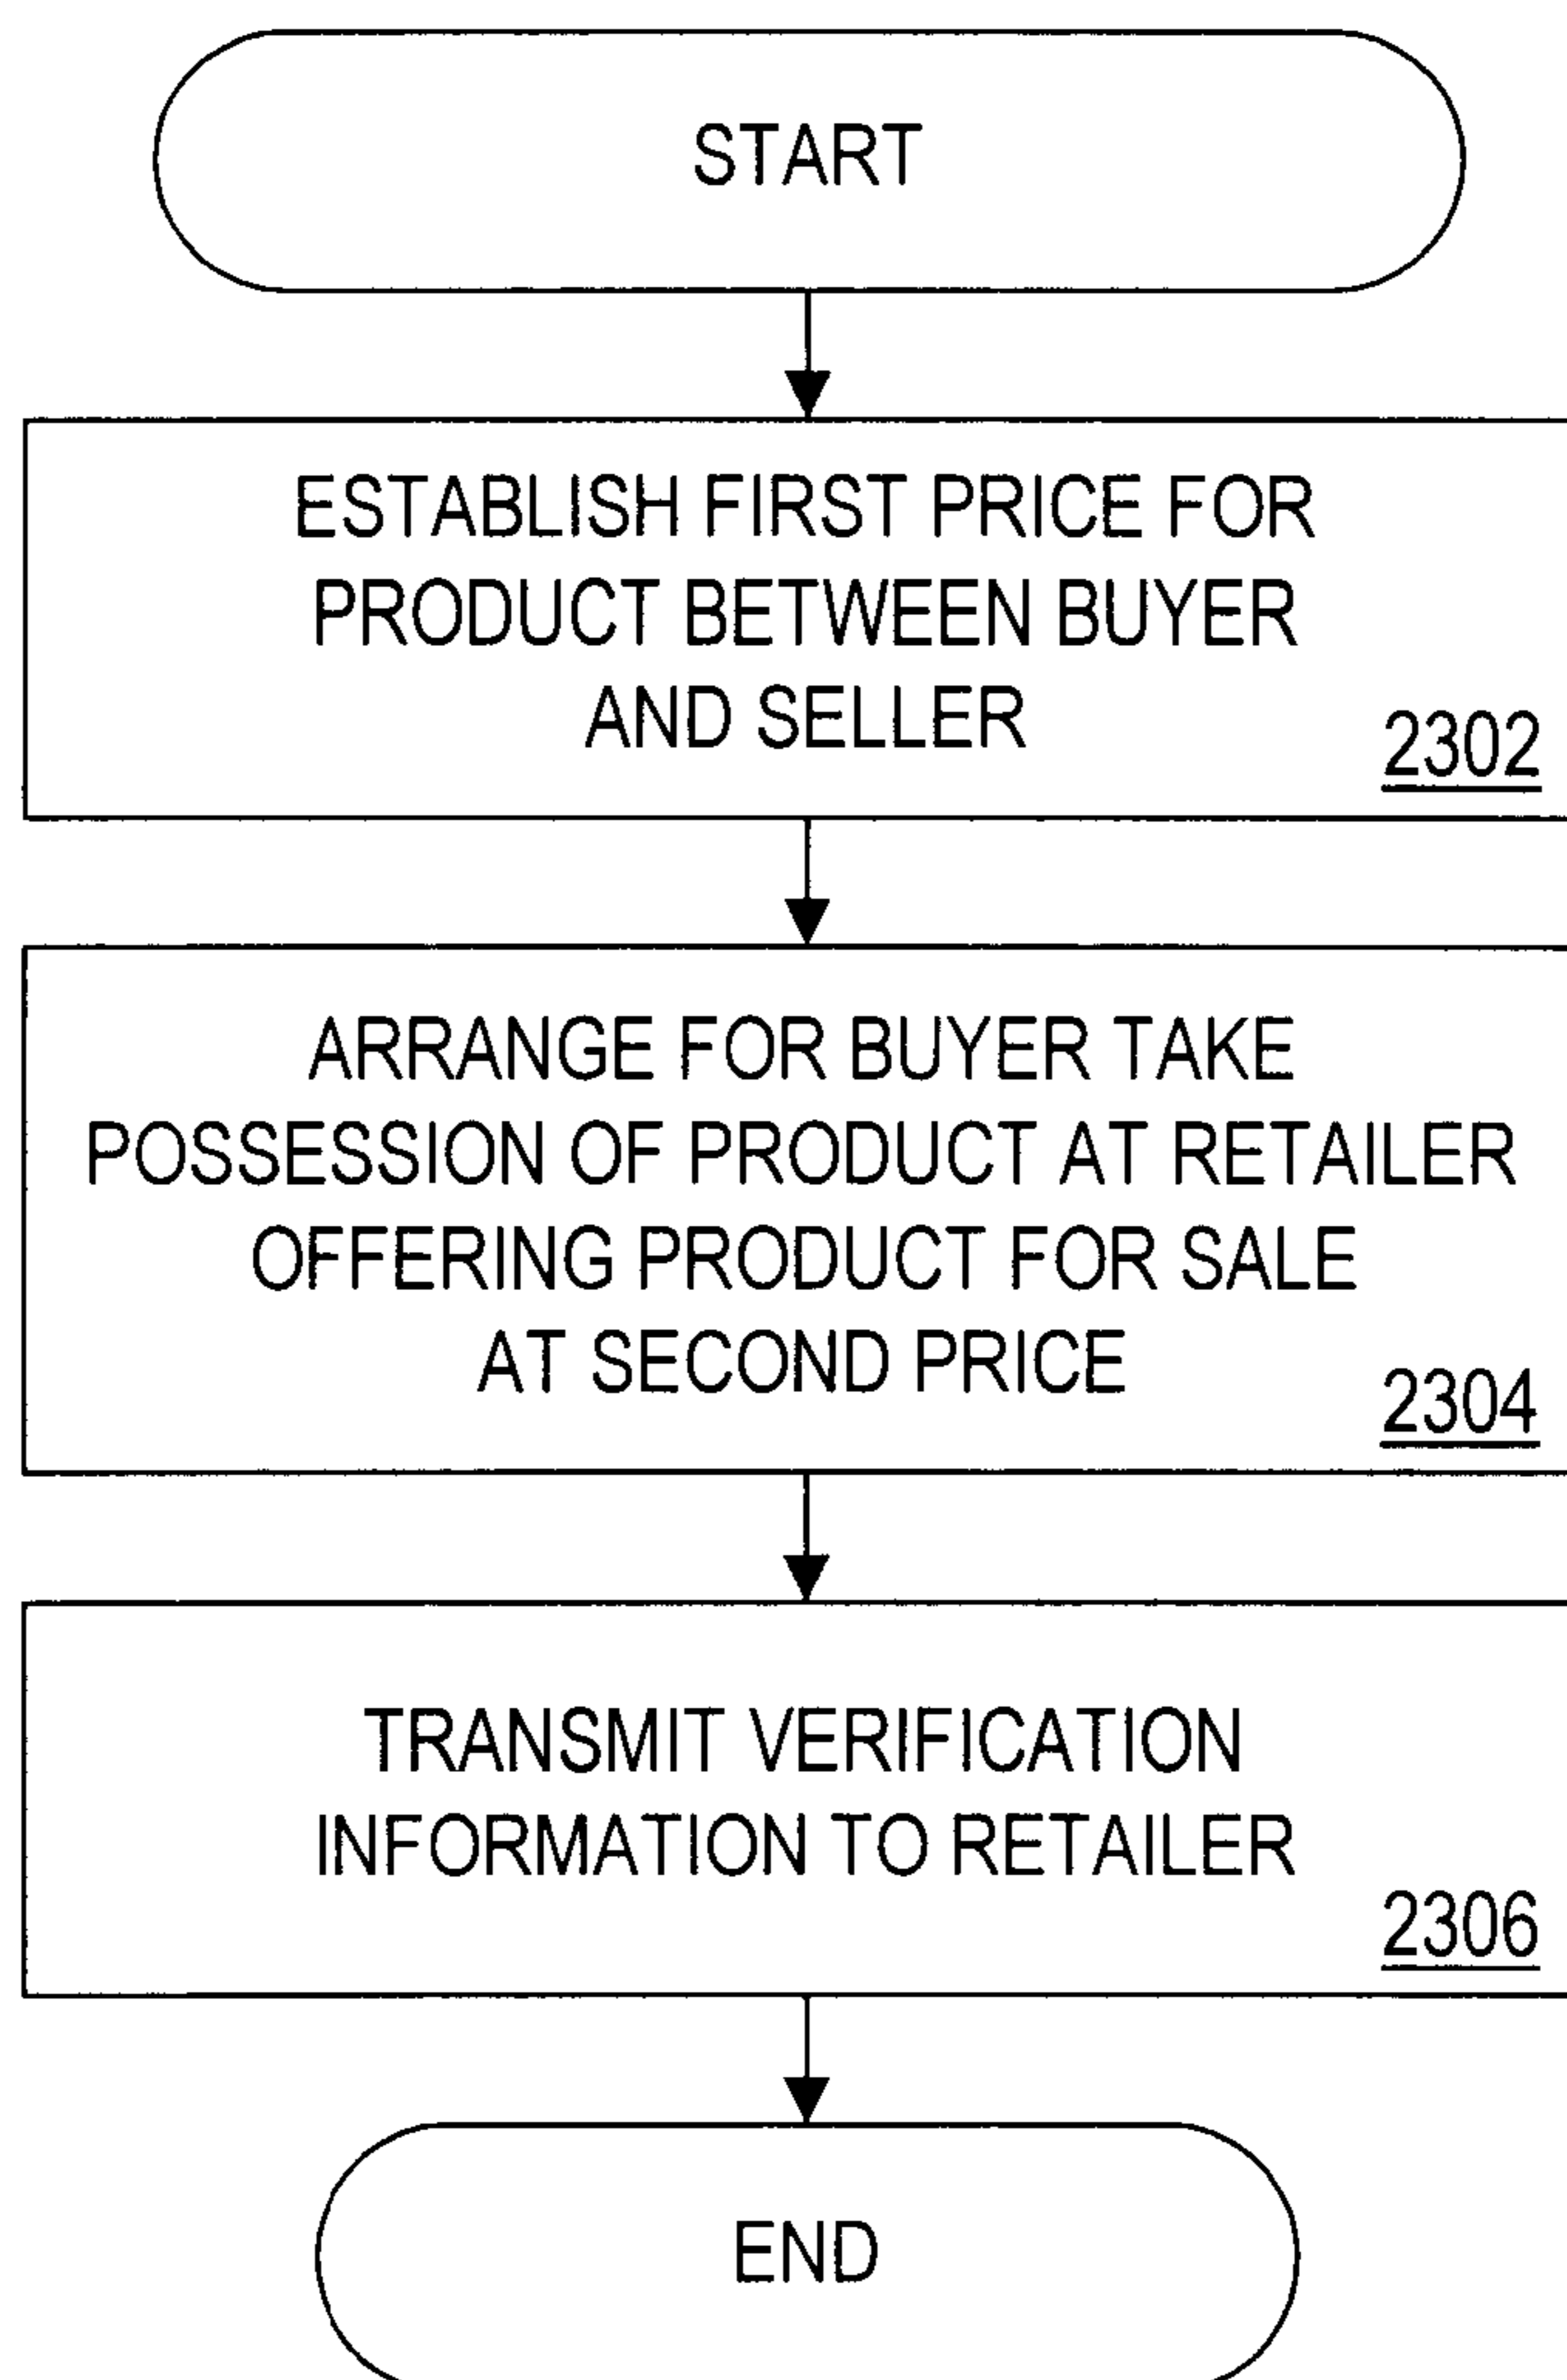 START
ESTABLISH FIRST PRICE FOR
PRODUCT BETWEEN BUYER
AND SELLER
2302
ARRANGE FOR BUYER TAKE
POSSESSION OF PRODUCT AT RETAILER
OFFERING PRODUCT FOR SALE
AT SECOND PRICE
2304
TRANSMIT VERIFICATION
INFORMATION TO RETAILER
2306
END